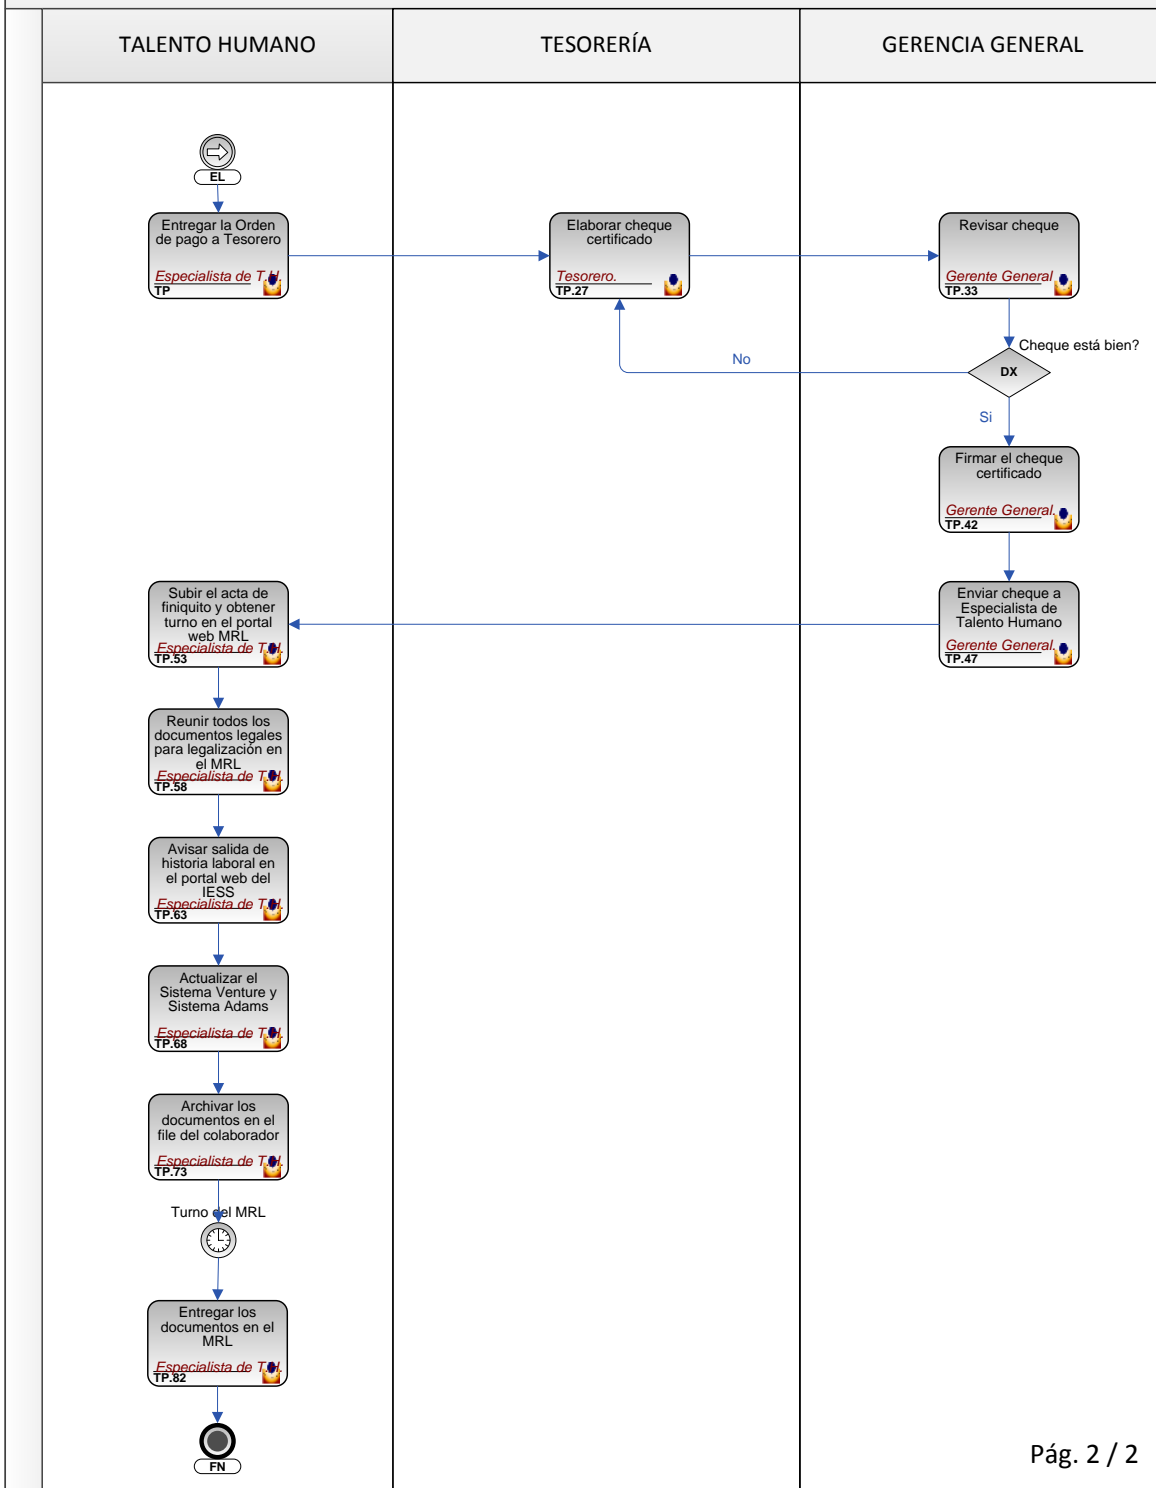 TALENTO HUMANO
TESORERÍA
GERENCIA GENERAL
EL
Entregar la Orden
de pago a Tesorero
Especialista de T.H.
TP
Elaborar cheque
certificado
Tesorero.
TP.27
Revisar cheque
Gerente General
TP.33
Cheque está bien?
DX
No
Si
Firmar el cheque
certificado
Gerente General.
TP.42
Enviar cheque a
Especialista de
Talento Humano
Gerente General.
TP.47
Subir el acta de
finiquito y obtener
turno en el portal
web MRL
Especialista de T.H.
TP.53
Reunir todos los
documentos legales
para legalización en
el MRL
Especialista de T.H.
TP.58
Avisar salida de
historia laboral en
el portal web del
IESS
Especialista de T.H.
TP.63
Actualizar el
Sistema Venture y
Sistema Adams
Especialista de T.H.
TP.68
Archivar los
documentos en el
file del colaborador
Especialista de T.H.
TP.73
Turno del MRL
Entregar los
documentos en el
MRL
Especialista de T.H.
TP.82
FN
Pág. 2 / 2